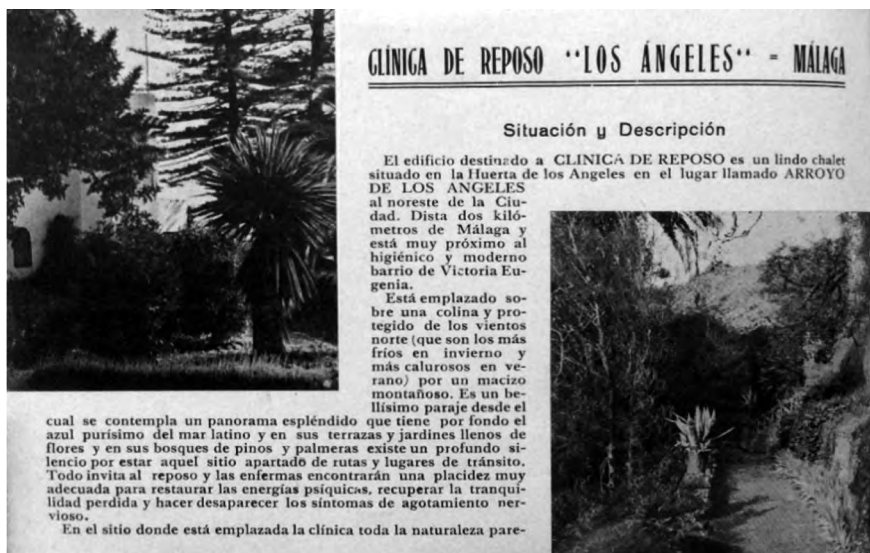 CLÍNICA DE REPOSO "LOS ÁNGELES" - MÁLAGA
Situación y Descripción
El edificio destinado a CLINICA DE REPOSO es un lindo chalet
situado en la Huerta de los Angeles en el lugar llamado ARROYO
DE LOS ANGELES
al noreste de la Ciu-
dad. Dista dos kiló-
metros de Málaga y
está muy próximo al
higiénico y moderno
barrio de Victoria Eu-
genia.
Está emplazado so-
bre una colina y pro-
tegido de los vientos
norte (que son los más
fríos en invierno y
más calurosos en ve-
rano) por un macizo
montañoso. Es un be-
llísimo paraje desde el
cual se contempla un panorama espléndido que tiene por fondo el
azul purísimo del mar latino y en sus terrazas y jardines llenos de
flores y en sus bosques de pinos y palmeras existe un profundo si-
lencio por estar aquel sitio apartado de rutas y lugares de tránsito.
Todo invita al reposo y las enfermas encontrarán una placidez muy
adecuada para restaurar las energías psíquicas, recuperar la tranqui-
lidad perdida y hacer desaparecer los síntomas de agotamiento ner-
vioso.
En el sitio donde está emplazada la clínica toda la naturaleza pare-